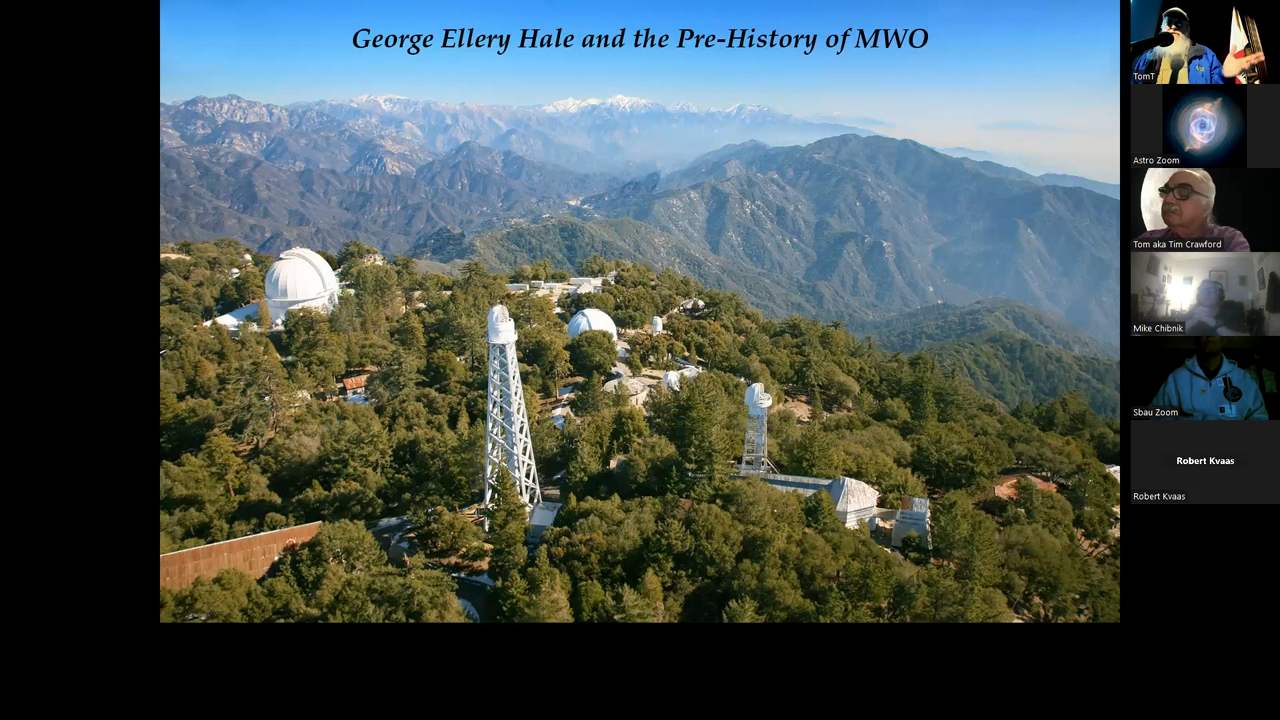 George Ellery Hale and the Pre-History of MWO
TomT
Astro Zoom
Tom aka Tim Crawford
Mike Chibnik
Sbau Zoom
Robert Kvaas
Robert Kvaas